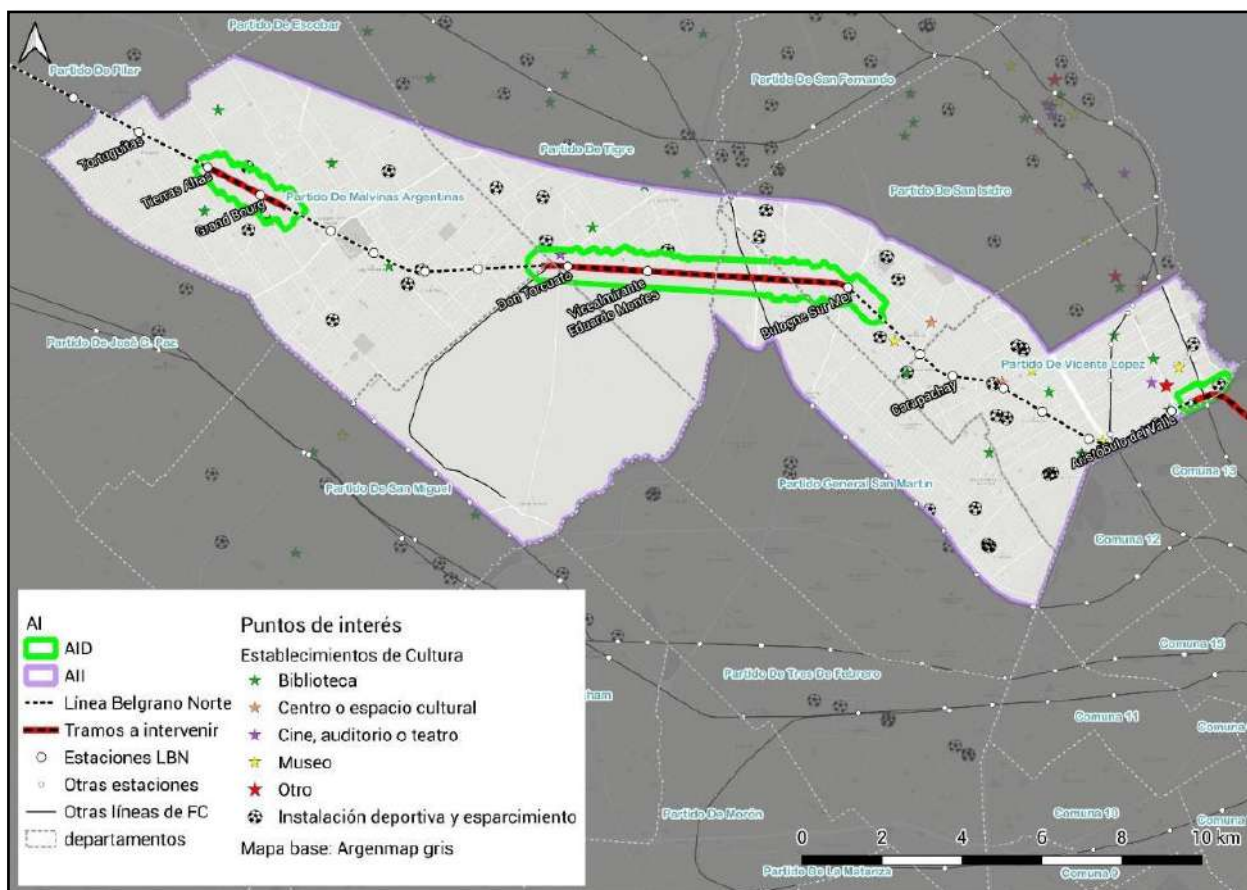 Partido De Escobar
Partido De Pilar
Partido De San Fernando
Partido De Tigre
Tortuguitas
Tierras Altas
Partido De Malvinas Argentinas
Partido De San Isidro
Grand Bourg
Don Torcuato
Vicealmirante
Eduardo Montes
Bulogne Sur Mer
Partido De José C. Paz
Partido De Vicente Lopez
Carapachay
Aristobulo del Valle
Comuna 13
Partido De San Miguel
Partido General San Martin
Comuna 12
Comuna 15
Partido De Tres De Febrero
ham
Comuna 11
Comuna
Comuna
Partido De Morón
Comuna 10
Comuna
Partido De La Matanza
Comuna 9
AI
AID
AII
Línea Belgrano Norte
Tramos a intervenir
Estaciones LBN
Otras estaciones
Otras líneas de FC
departamentos
Puntos de interés
Establecimientos de Cultura
Biblioteca
Centro o espacio cultural
Cine, auditorio o teatro
Museo
Otro
Instalación deportiva y esparcimiento
Mapa base: Argenmap gris
0 2 4 6 8 10 km